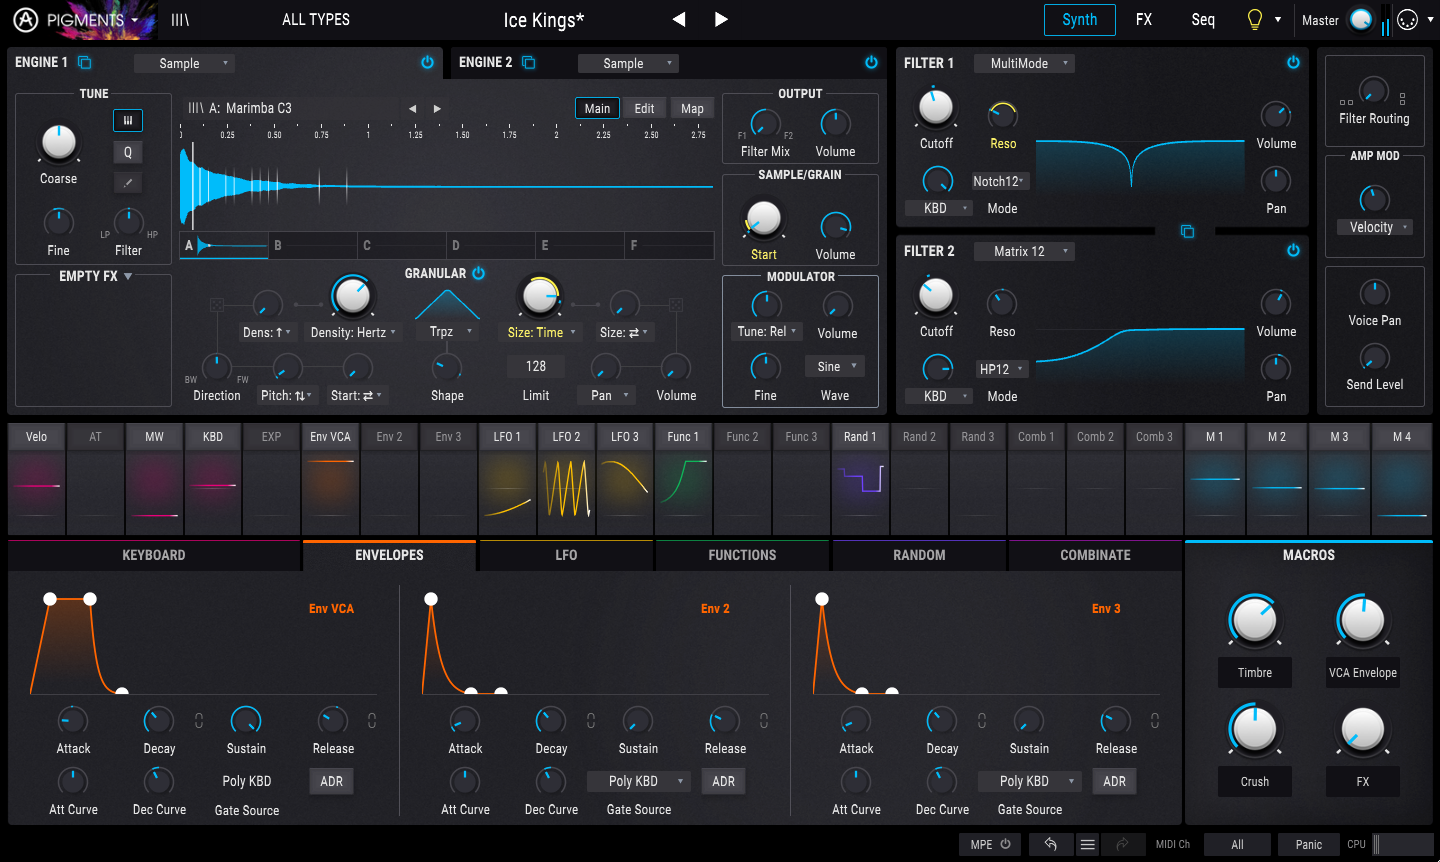 PIGMENTS
ALL TYPES
Ice Kings*
Synth
FX
Seq
Master
ENGINE 1
Sample
ENGINE 2
Sample
FILTER 1
MultiMode
TUNE
Coarse
Q
Fine
LP
Filter
HP
EMPTY FX
A: Marimba C3
Main
Edit
Map
0 0.25 0.50 0.75 1 1.25 1.50 1.75 2 2.25 2.50 2.75
A B C D E F
GRANULAR
Dens:
Density: Hertz
Trpz
Size: Time
Size:
BW
Direction
FW
Pitch:
Start:
Shape
128
Limit
Pan
Volume
OUTPUT
F1
F2
Filter Mix
Volume
SAMPLE/GRAIN
Start
Volume
MODULATOR
Tune: Rel
Volume
Fine
Sine
Wave
Cutoff
Reso
Volume
KBD
Notch12
Mode
Pan
FILTER 2
Matrix 12
Cutoff
Reso
Volume
KBD
HP12
Mode
Pan
Filter Routing
AMP MOD
Velocity
Voice Pan
Send Level
Velo AT MW KBD EXP Env VCA Env 2 Env 3 LFO 1 LFO 2 LFO 3 Func 1 Func 2 Func 3 Rand 1 Rand 2 Rand 3 Comb 1 Comb 2 Comb 3 M 1 M 2 M 3 M 4
KEYBOARD
ENVELOPES
LFO
FUNCTIONS
RANDOM
COMBINATE
MACROS
Env VCA
Attack
Decay
Sustain
Release
Att Curve
Dec Curve
Poly KBD
Gate Source
ADR
Env 2
Attack
Decay
Sustain
Release
Att Curve
Dec Curve
Poly KBD
Gate Source
ADR
Env 3
Attack
Decay
Sustain
Release
Att Curve
Dec Curve
Poly KBD
Gate Source
ADR
Timbre
VCA Envelope
Crush
FX
MPE
MIDI Ch
All
Panic
CPU